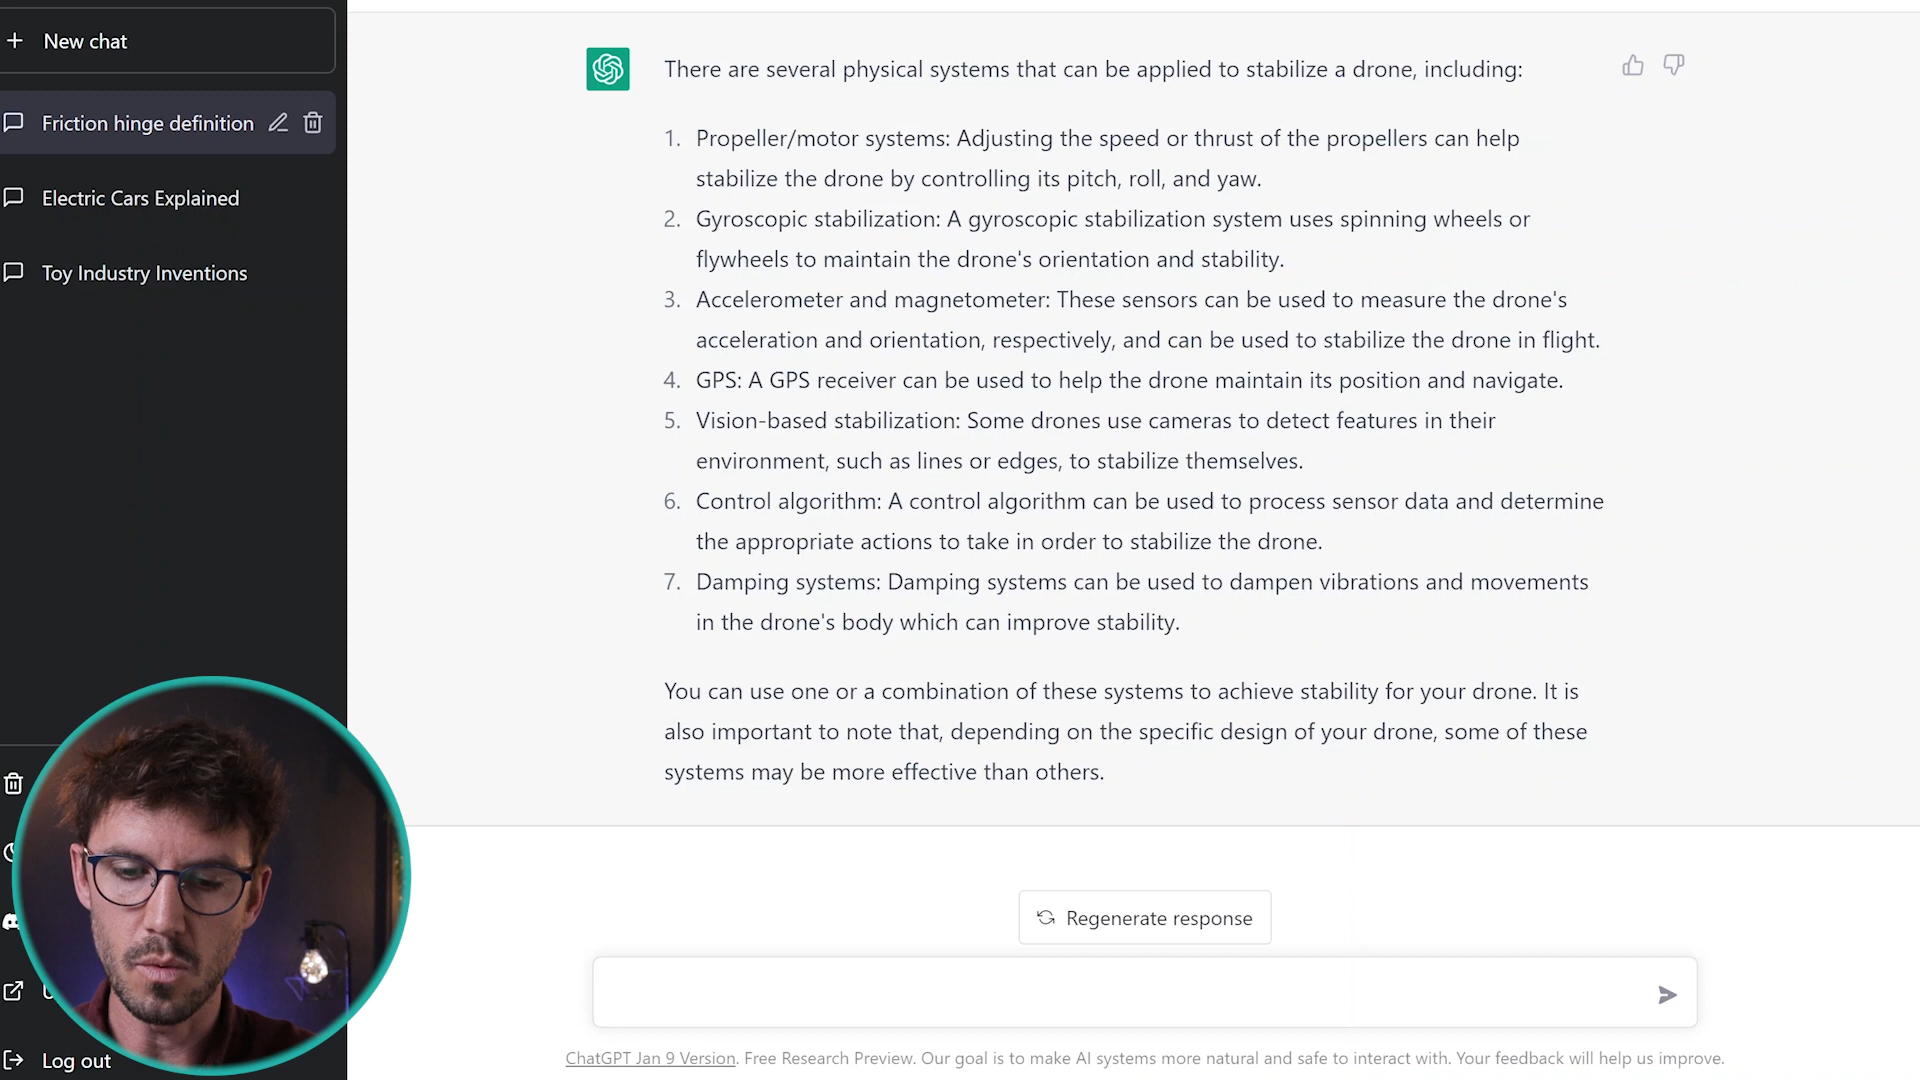 New chat
Friction hinge definition
Electric Cars Explained
Toy Industry Inventions
Log out
There are several physical systems that can be applied to stabilize a drone, including:
1. Propeller/motor systems: Adjusting the speed or thrust of the propellers can help
stabilize the drone by controlling its pitch, roll, and yaw.
2. Gyroscopic stabilization: A gyroscopic stabilization system uses spinning wheels or
flywheels to maintain the drone's orientation and stability.
3. Accelerometer and magnetometer: These sensors can be used to measure the drone's
acceleration and orientation, respectively, and can be used to stabilize the drone in flight.
4. GPS: A GPS receiver can be used to help the drone maintain its position and navigate.
5. Vision-based stabilization: Some drones use cameras to detect features in their
environment, such as lines or edges, to stabilize themselves.
6. Control algorithm: A control algorithm can be used to process sensor data and determine
the appropriate actions to take in order to stabilize the drone.
7. Damping systems: Damping systems can be used to dampen vibrations and movements
in the drone's body which can improve stability.
You can use one or a combination of these systems to achieve stability for your drone. It is
also important to note that, depending on the specific design of your drone, some of these
systems may be more effective than others.
Regenerate response
ChatGPT Jan 9 Version. Free Research Preview. Our goal is to make AI systems more natural and safe to interact with. Your feedback will help us improve.